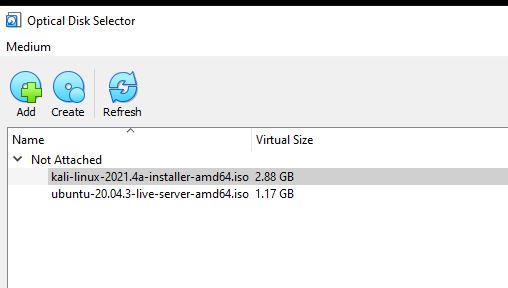 Optical Disk Selector
Medium
Add Create Refresh
Name Virtual Size
Not Attached
kali-linux-2021.4a-installer-amd64.iso 2.88 GB
ubuntu-20.04.3-live-server-amd64.iso 1.17 GB